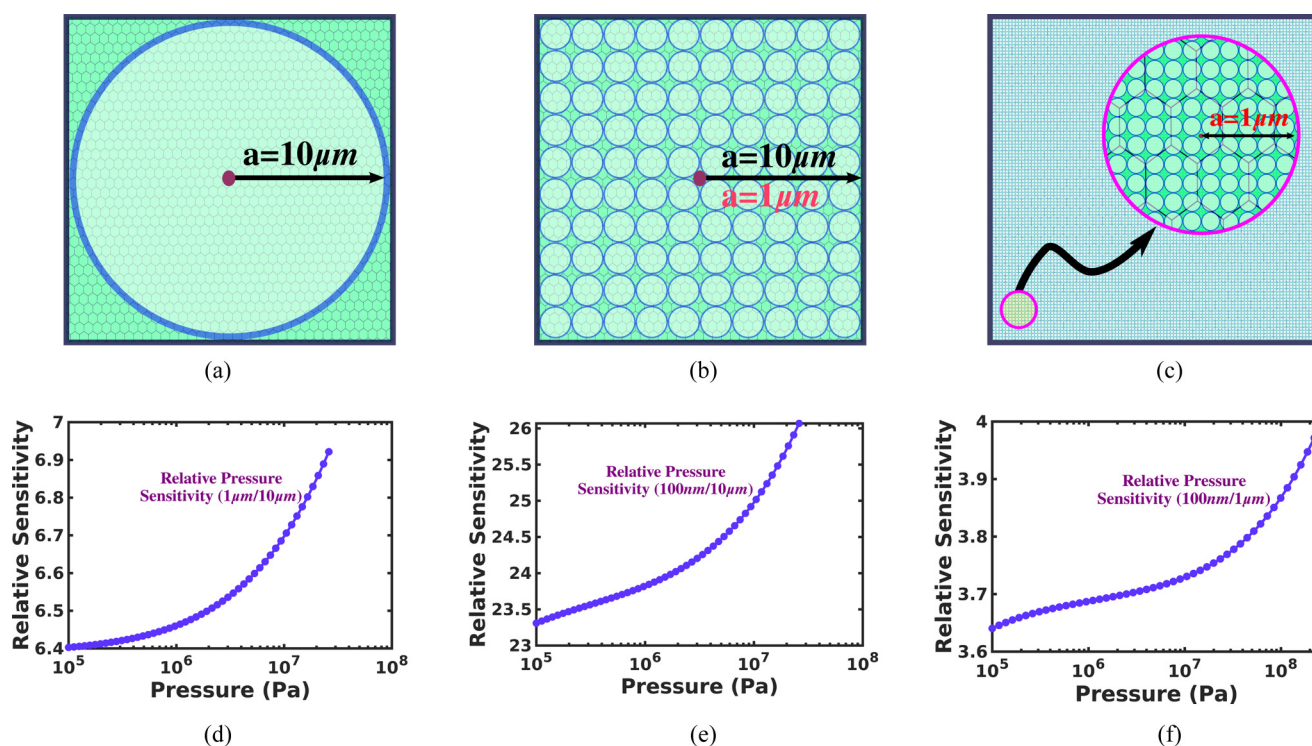 a=10μm
a=10μm
a=1μm
a=1μm
(a)
(b)
(c)
Relative Sensitivity
7
6.9
6.8
6.7
6.6
6.5
6.4
Relative Pressure
Sensitivity (1μm/10μm)
10^5
10^6
10^7
10^8
Pressure (Pa)
Relative Sensitivity
26
25.5
25
24.5
24
23.5
23
Relative Pressure
Sensitivity (100nm/10μm)
10^5
10^6
10^7
10^8
Pressure (Pa)
Relative Sensitivity
4
3.9
3.8
3.7
3.6
Relative Pressure
Sensitivity (100nm/1μm)
10^5
10^6
10^7
10^8
Pressure (Pa)
(d)
(e)
(f)